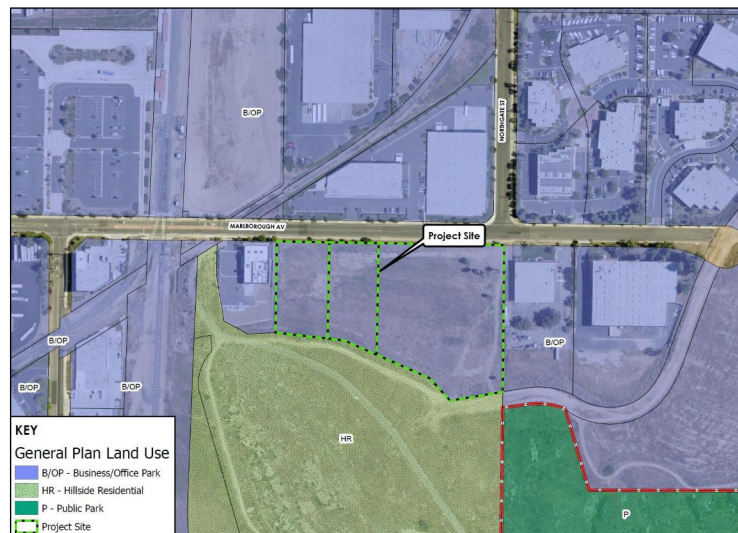 B/OP
NORTHGATE ST
MARLBOROUGH AV
Project Site
B/OP
B/OP
B/OP
B/OP
HR
P
KEY
General Plan Land Use
B/OP - Business/Office Park
HR - Hillside Residential
P - Public Park
Project Site